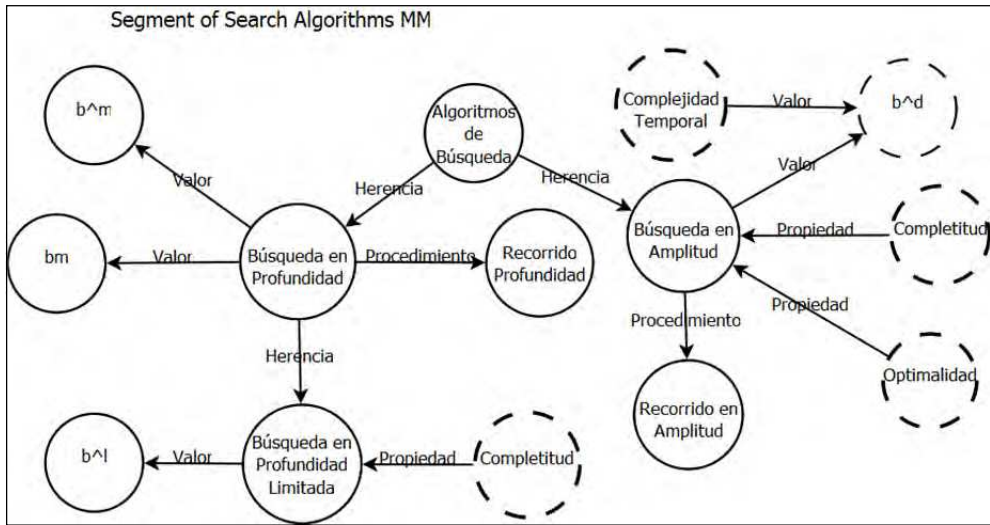 Segment of Search Algorithms MM
b^m
Algoritmos
de
Búsqueda
Complejidad
Temporal
Valor
b^d
Valor
Herencia
Herencia
Valor
bm
Valor
Búsqueda en
Profundidad
Procedimiento
Recorrido
Profundidad
Búsqueda en
Amplitud
Propiedad
Completitud
Propiedad
Procedimiento
Herencia
Optimalidad
Recorrido en
Amplitud
b^l
Valor
Búsqueda en
Profundidad
Limitada
Propiedad
Completitud